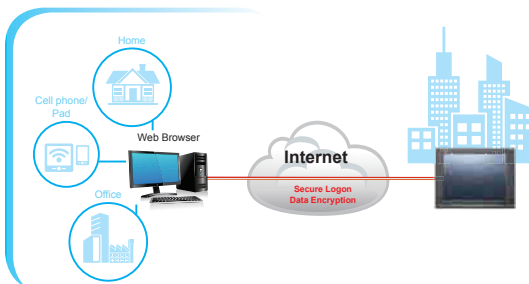 Home
Cell phone/
Pad
Web Browser
Internet
Secure Logon
Data Encryption
Office